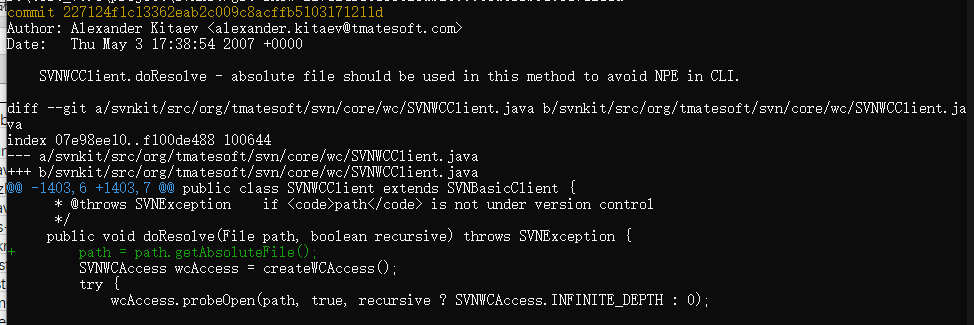 commit 227124f1c13362eab2c009c8acffb5103171211d
Author: Alexander Kitaev <alexander.kitaev@tmatesoft.com>
Date:   Thu May 3 17:38:54 2007 +0000
    SVNWCClient.doResolve - absolute file should be used in this method to avoid NPE in CLI.
diff --git a/svnkit/src/org/tmatesoft/svn/core/wc/SVNWCClient.java b/svnkit/src/org/tmatesoft/svn/core/wc/SVNWCClient.ja
va
index 07e98ee10..f100de488 100644
--- a/svnkit/src/org/tmatesoft/svn/core/wc/SVNWCClient.java
+++ b/svnkit/src/org/tmatesoft/svn/core/wc/SVNWCClient.java
@@ -1403,6 +1403,7 @@ public class SVNWCClient extends SVNBasicClient {
      * @throws SVNException    if <code>path</code> is not under version control
      */
     public void doResolve(File path, boolean recursive) throws SVNException {
+        path = path.getAbsoluteFile();
         SVNWCAccess wcAccess = createWCAccess();
         try {
             wcAccess.probeOpen(path, true, recursive ? SVNWCAccess.INFINITE_DEPTH : 0);